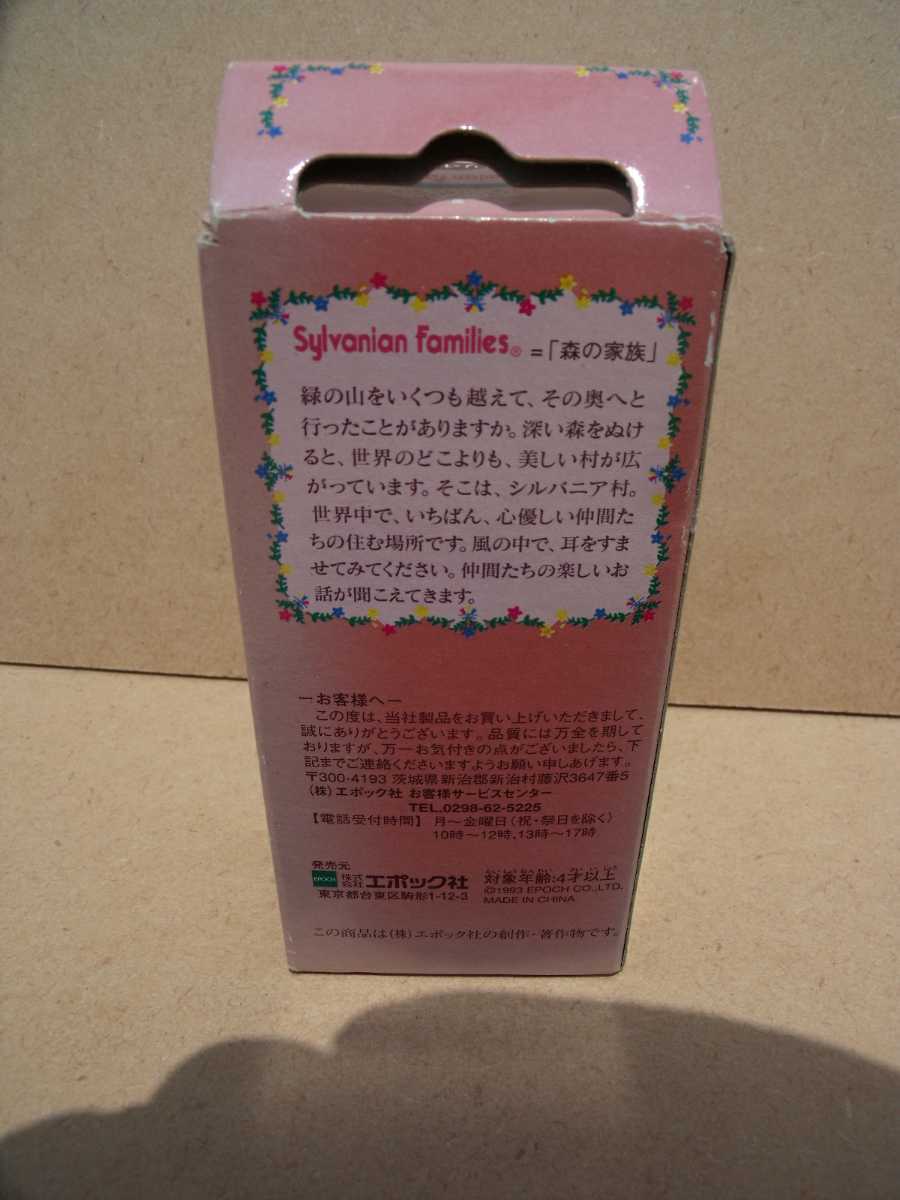 Sylvanian Families® =「森の家族」
緑の山をいくつも越えて、その奥へと
行ったことがありますか。深い森をぬけ
ると、世界のどこよりも、美しい村が広
がっています。そこは、シルバニア村。
世界中で、いちばん、心優しい仲間た
ちの住む場所です。風の中で、耳をすま
せてみてください。仲間たちの楽しいお
話が聞こえてきます。
ーお客様へー
この度は、当社製品をお買い上げいただきまして、
誠にありがとうございます。品質には万全を期して
おりますが、万一お気付きの点がございましたら、下
記までご連絡くださいますようお願い申しあげます。
〒300-4193 茨城県新治郡新治村藤沢3647番5
(株)エポック社 お客様サービスセンター
TEL.0298-62-5225
【電話受付時間】 月〜金曜日(祝・祭日を除く)
10時〜12時、13時〜17時
発売元
EPOCH 株式会社エポック社
東京都台東区駒形1-12-3
対象年齢:4才以上
©1993 EPOCH CO.,LTD.
MADE IN CHINA
この商品は(株)エポック社の創作・著作物です。